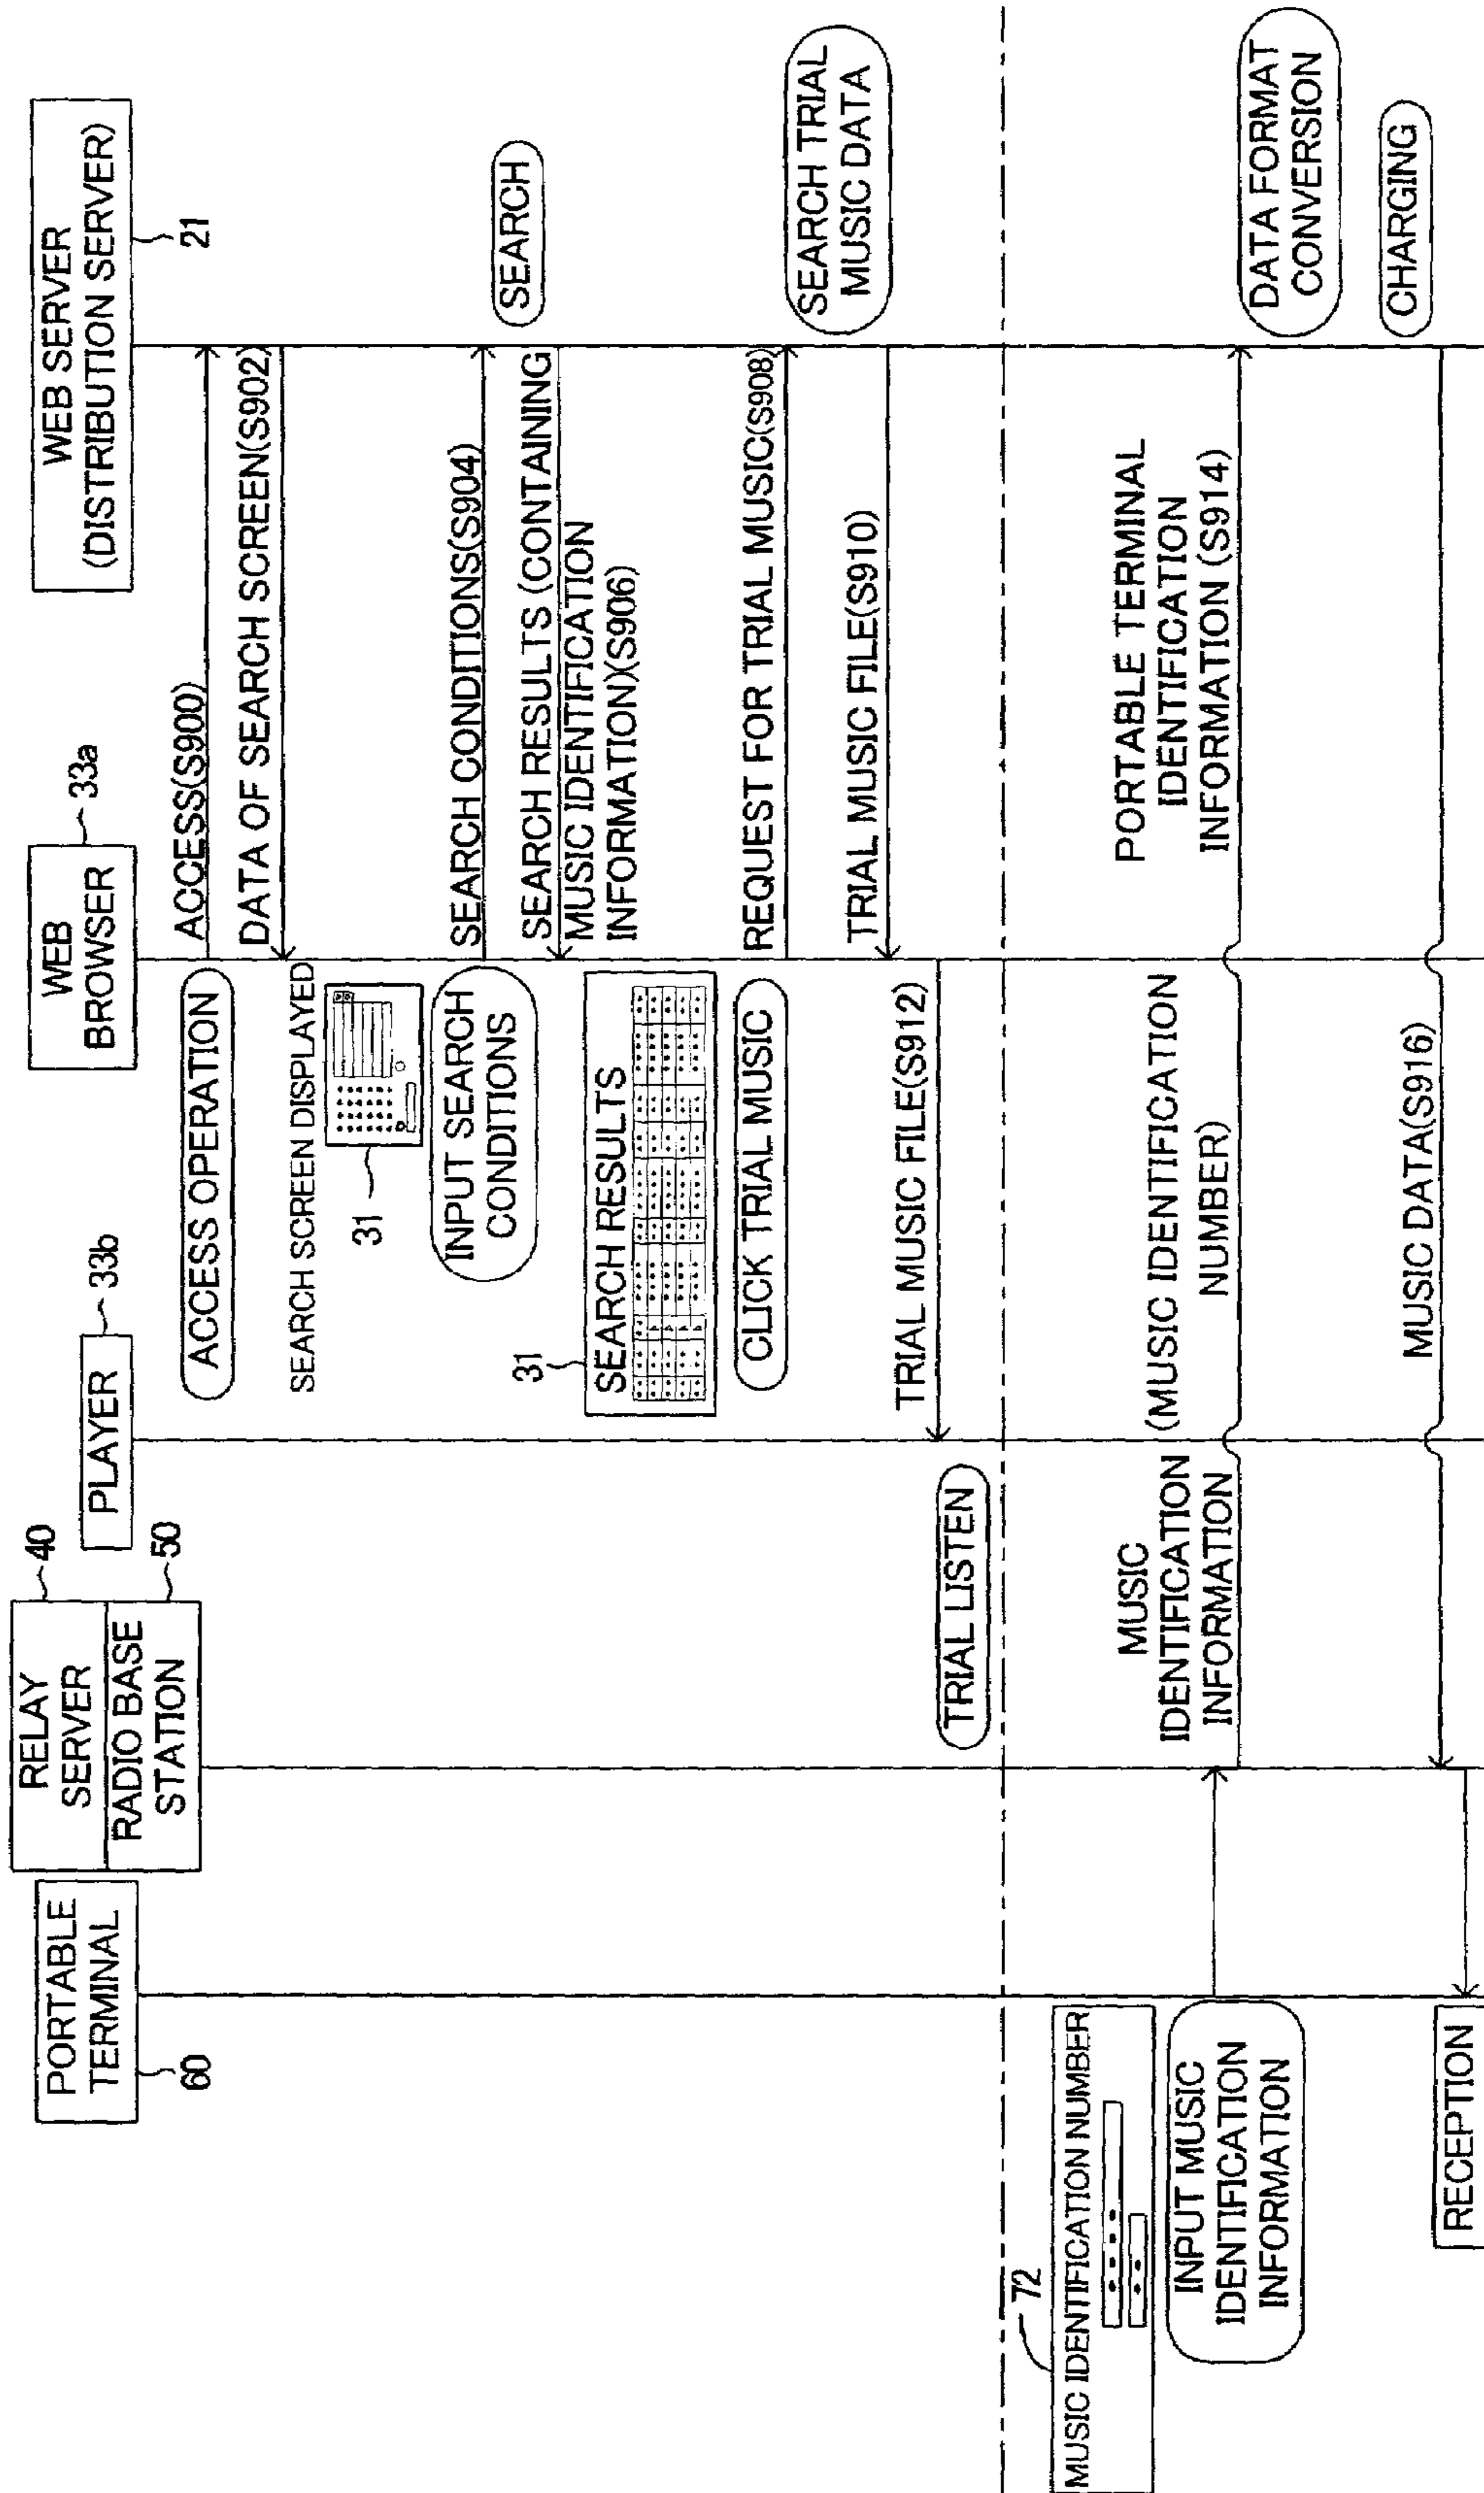 PORTABLE
TERMINAL
60
RELAY
SERVER
40
RADIO BASE
STATION
50
PLAYER
33b
WEB
BROWSER
33a
WEB SERVER
(DISTRIBUTION SERVER)
21
ACCESS OPERATION
ACCESS(S900)
SEARCH SCREEN DISPLAYED
DATA OF SEARCH SCREEN(S902)
31
INPUT SEARCH
CONDITIONS
SEARCH CONDITIONS(S904)
SEARCH
31
SEARCH RESULTS
SEARCH RESULTS (CONTAINING
MUSIC IDENTIFICATION
INFORMATION)(S906)
CLICK TRIAL MUSIC
REQUEST FOR TRIAL MUSIC(S908)
SEARCH TRIAL
MUSIC DATA
TRIAL MUSIC FILE(S910)
TRIAL MUSIC FILE(S912)
TRIAL LISTEN
72
MUSIC IDENTIFICATION NUMBER
INPUT MUSIC
IDENTIFICATION
INFORMATION
MUSIC
IDENTIFICATION
INFORMATION
(MUSIC IDENTIFICATION
NUMBER)
PORTABLE TERMINAL
IDENTIFICATION
INFORMATION (S914)
DATA FORMAT
CONVERSION
CHARGING
MUSIC DATA(S916)
RECEPTION